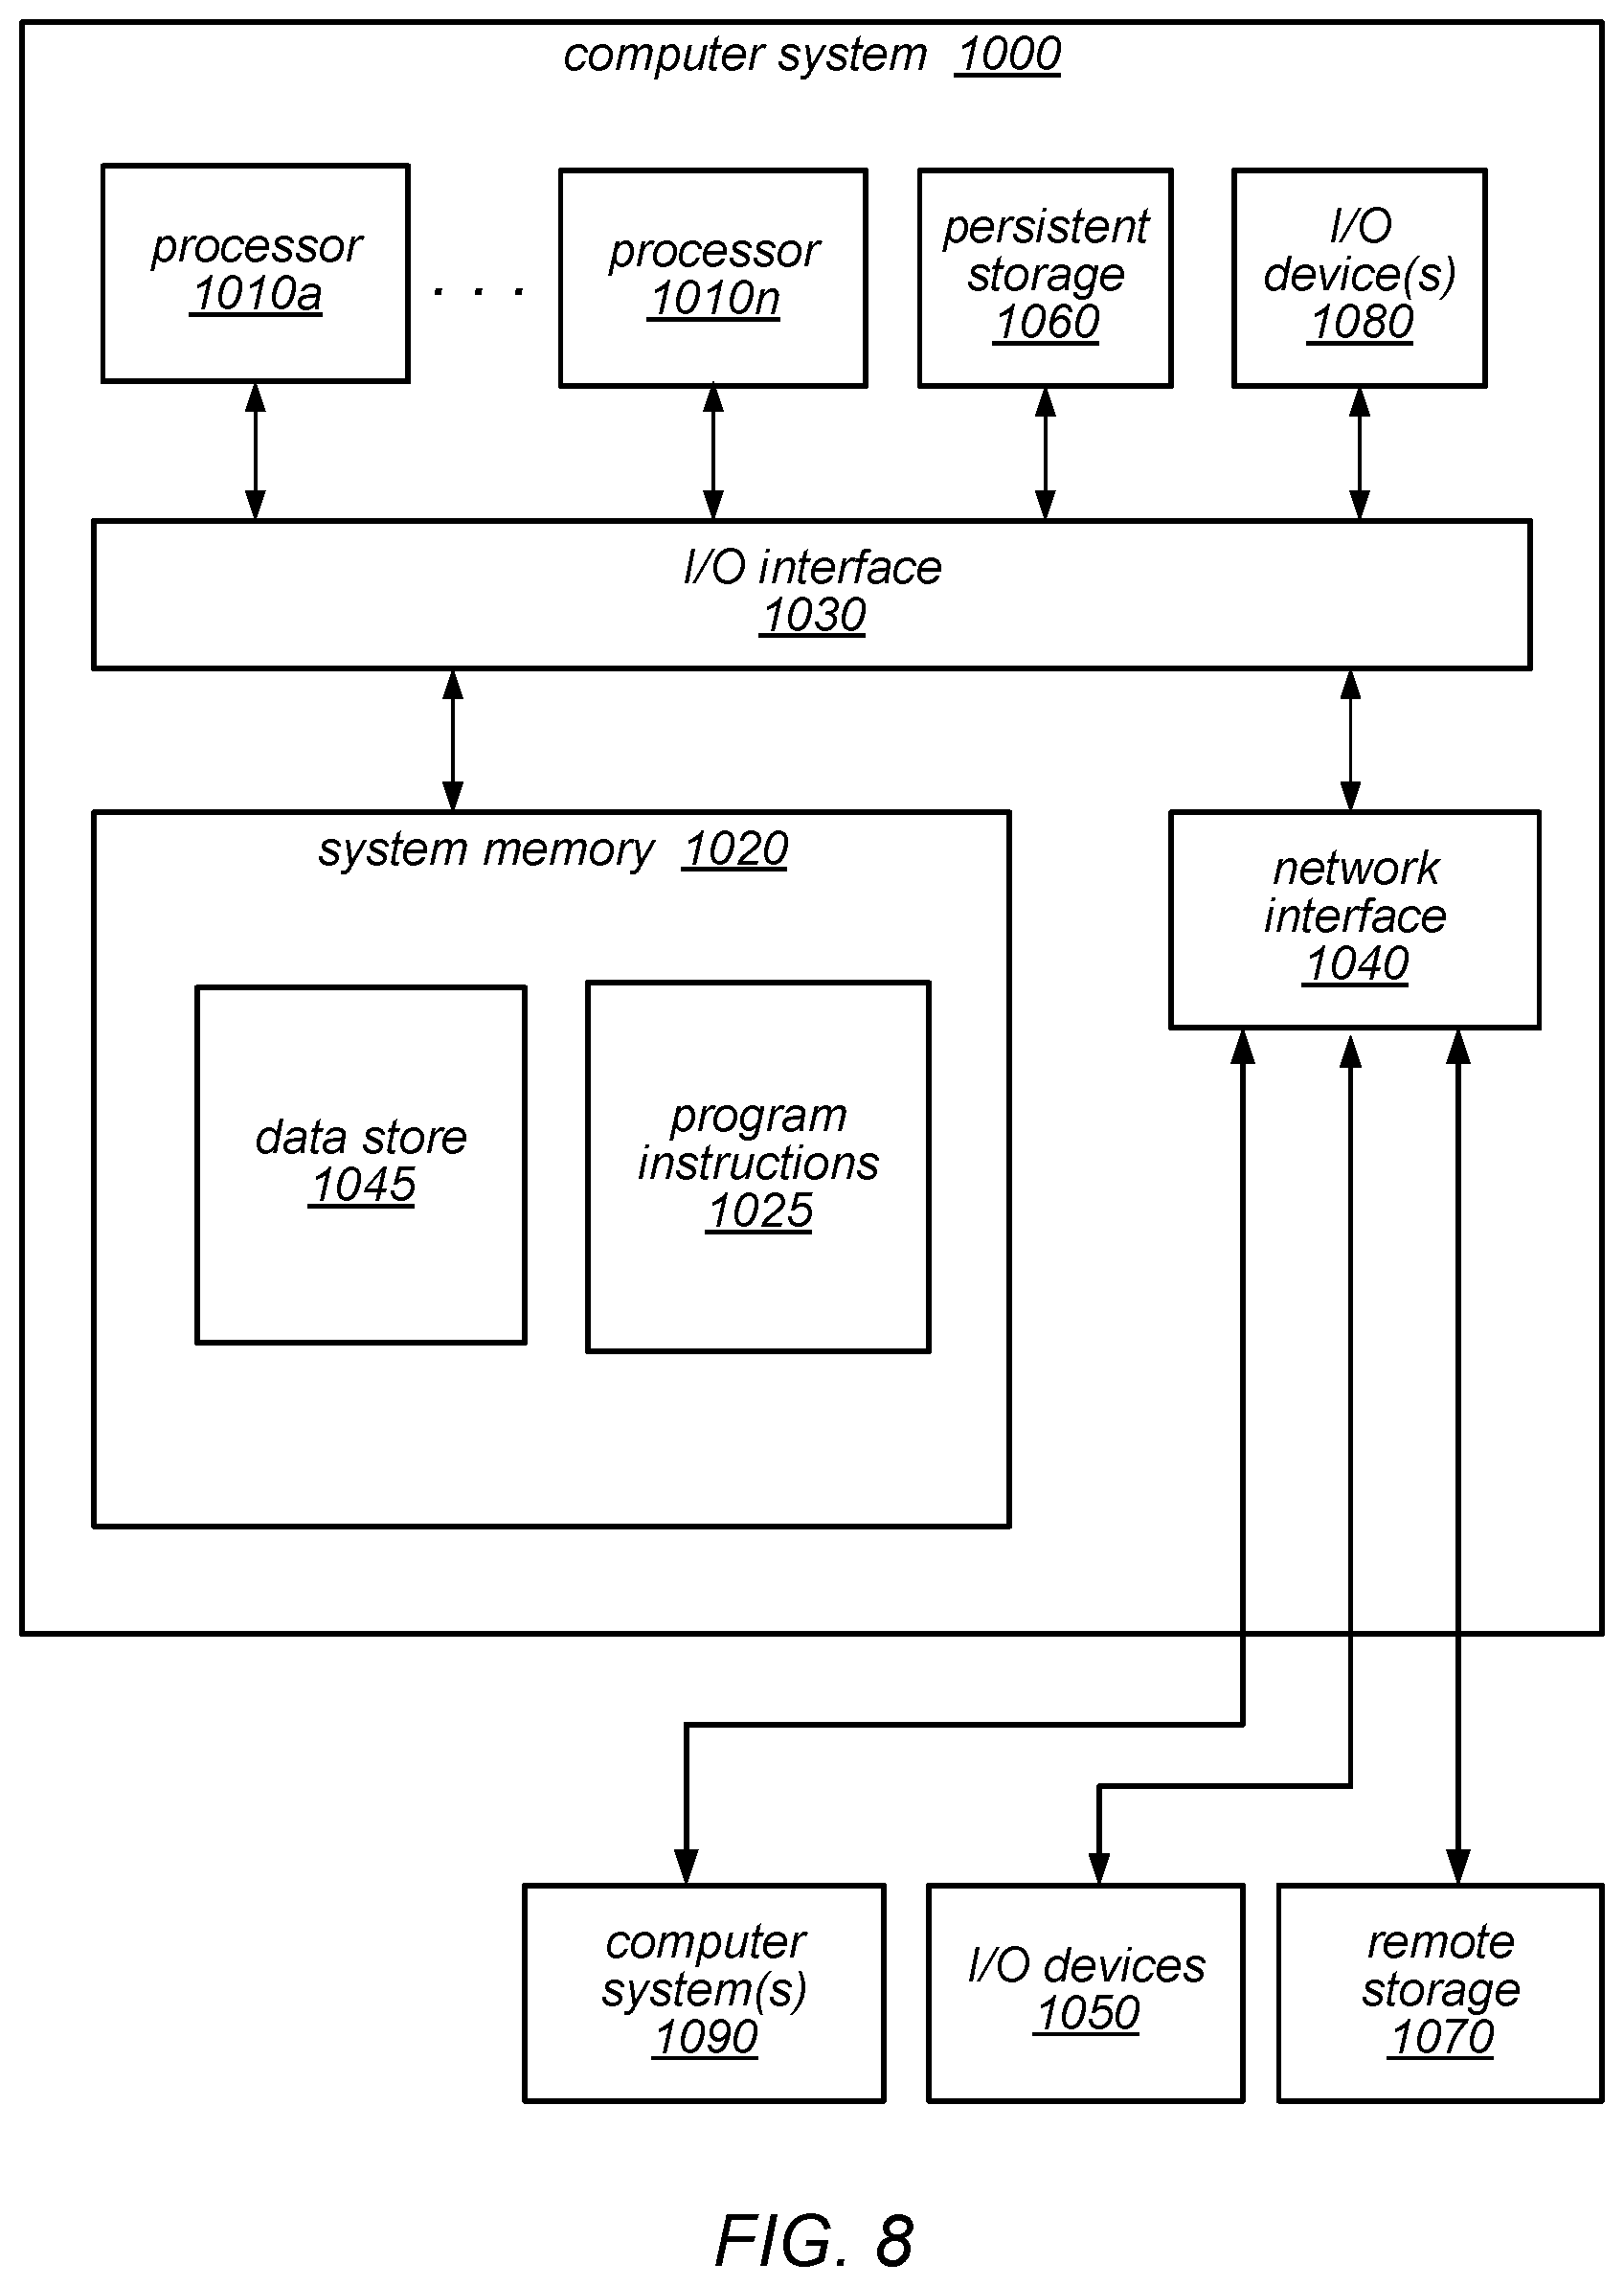 computer system 1000
processor
1010a
. . .
processor
1010n
persistent
storage
1060
I/O
device(s)
1080
I/O interface
1030
system memory 1020
data store
1045
program
instructions
1025
network
interface
1040
computer
system(s)
1090
I/O devices
1050
remote
storage
1070
FIG. 8